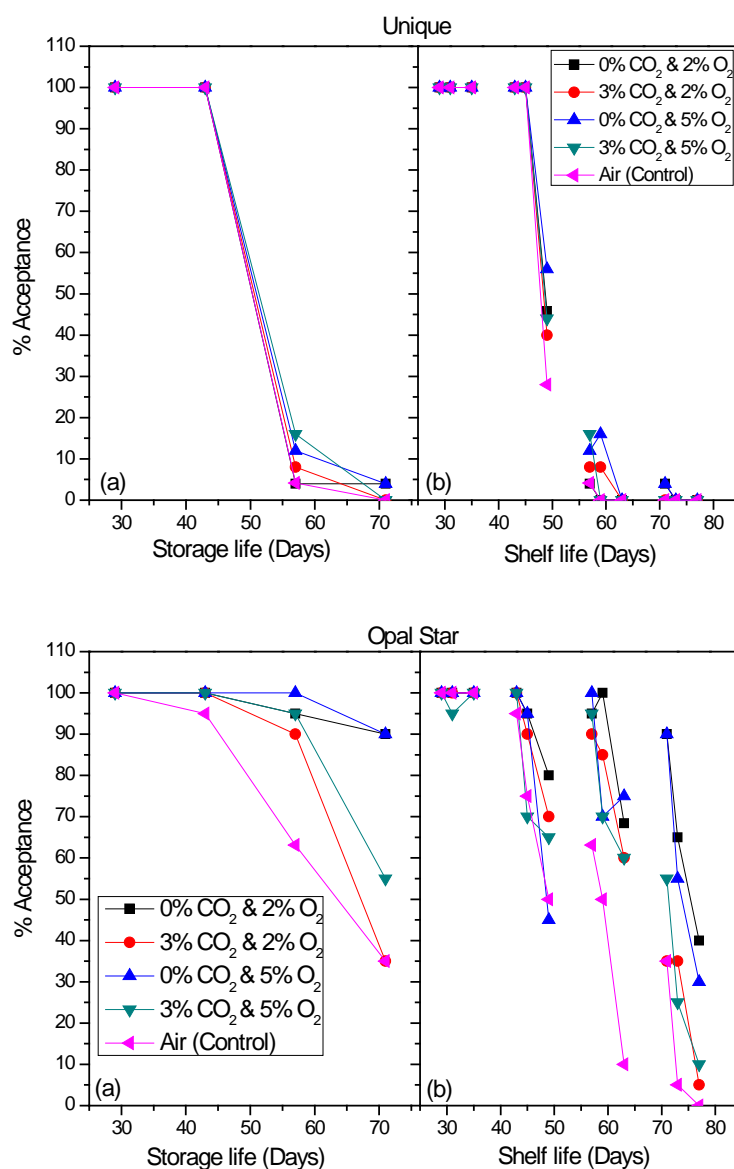 Unique
110
100
90
80
70
60
50
40
30
20
10
0
% Acceptance
(a)
30 40 50 60 70
Storage life (Days)
0% CO₂ & 2% O₂
3% CO₂ & 2% O₂
0% CO₂ & 5% O₂
3% CO₂ & 5% O₂
Air (Control)
(b)
30 40 50 60 70 80
Shelf life (Days)
Opal Star
110
100
90
80
70
60
50
40
30
20
10
0
% Acceptance
0% CO₂ & 2% O₂
3% CO₂ & 2% O₂
0% CO₂ & 5% O₂
3% CO₂ & 5% O₂
Air (Control)
(a)
30 40 50 60 70
Storage life (Days)
(b)
30 40 50 60 70 80
Shelf life (Days)